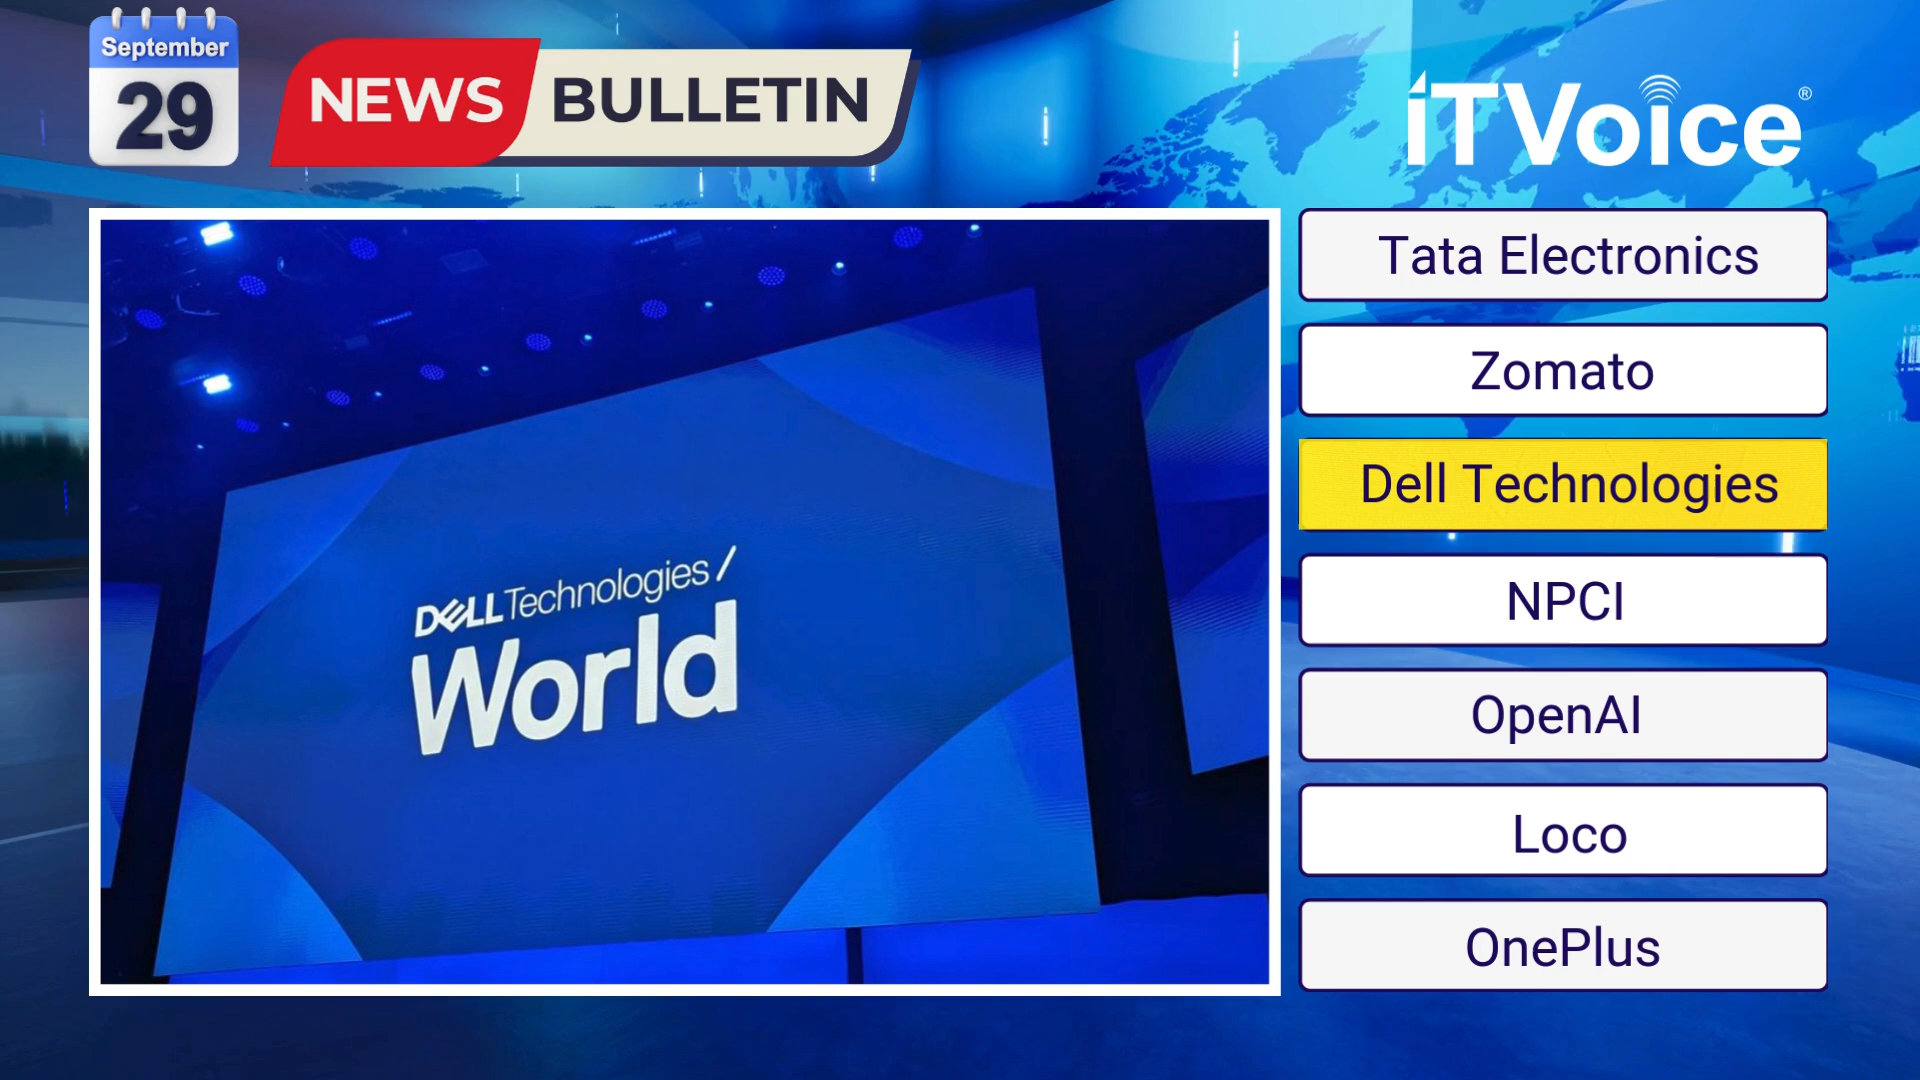 September
29
NEWS BULLETIN
iTVoice®
DELL Technologies /
World
Tata Electronics
Zomato
Dell Technologies
NPCI
OpenAI
Loco
OnePlus